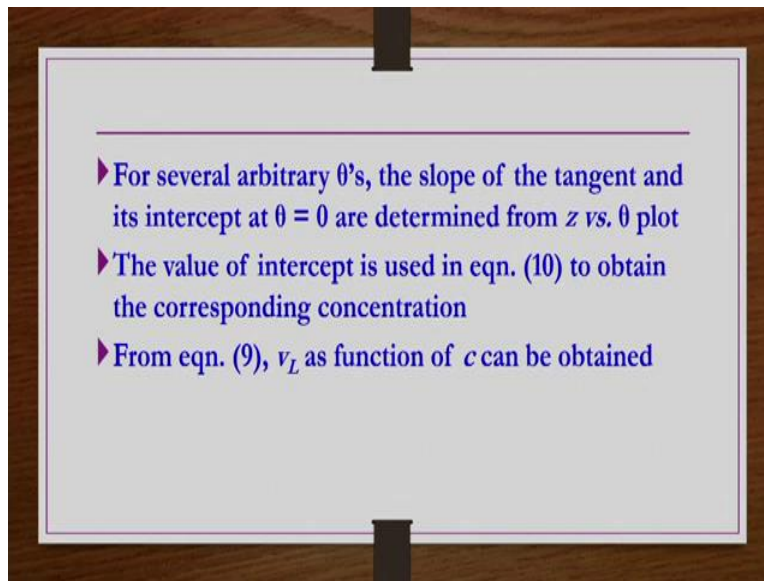 For several arbitrary θ's, the slope of the tangent and
its intercept at θ = 0 are determined from z vs. θ plot
The value of intercept is used in eqn. (10) to obtain
the corresponding concentration
From eqn. (9), v_L as function of c can be obtained